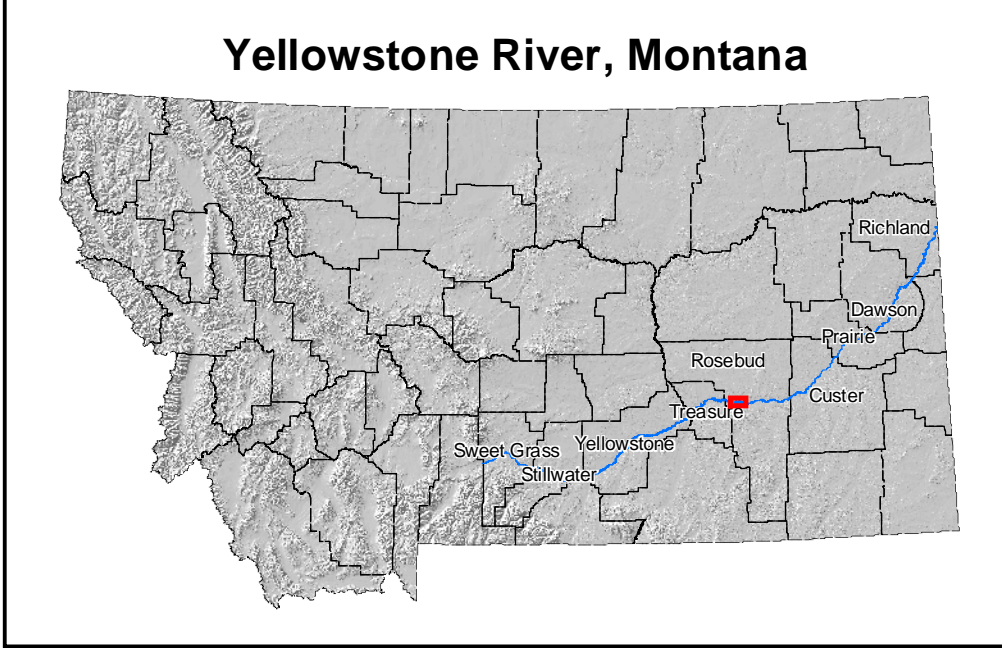 Yellowstone River, Montana
Richland
Dawson
Prairie
Rosebud
Custer
Treasure
Yellowstone
Sweet Grass
Stillwater